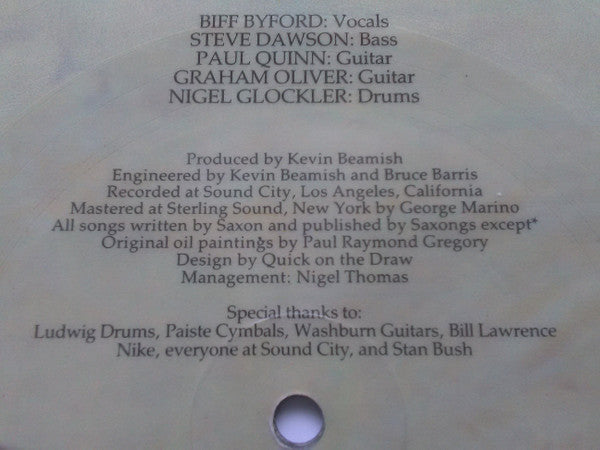 BIFF BYFORD: Vocals
STEVE DAWSON: Bass
PAUL QUINN: Guitar
GRAHAM OLIVER: Guitar
NIGEL GLOCKLER: Drums
Produced by Kevin Beamish
Engineered by Kevin Beamish and Bruce Barris
Recorded at Sound City, Los Angeles, California
Mastered at Sterling Sound, New York by George Marino
All songs written by Saxon and published by Saxongs except*
Original oil paintings by Paul Raymond Gregory
Design by Quick on the Draw
Management: Nigel Thomas
Special thanks to:
Ludwig Drums, Paiste Cymbals, Washburn Guitars, Bill Lawrence
Nike, everyone at Sound City, and Stan Bush